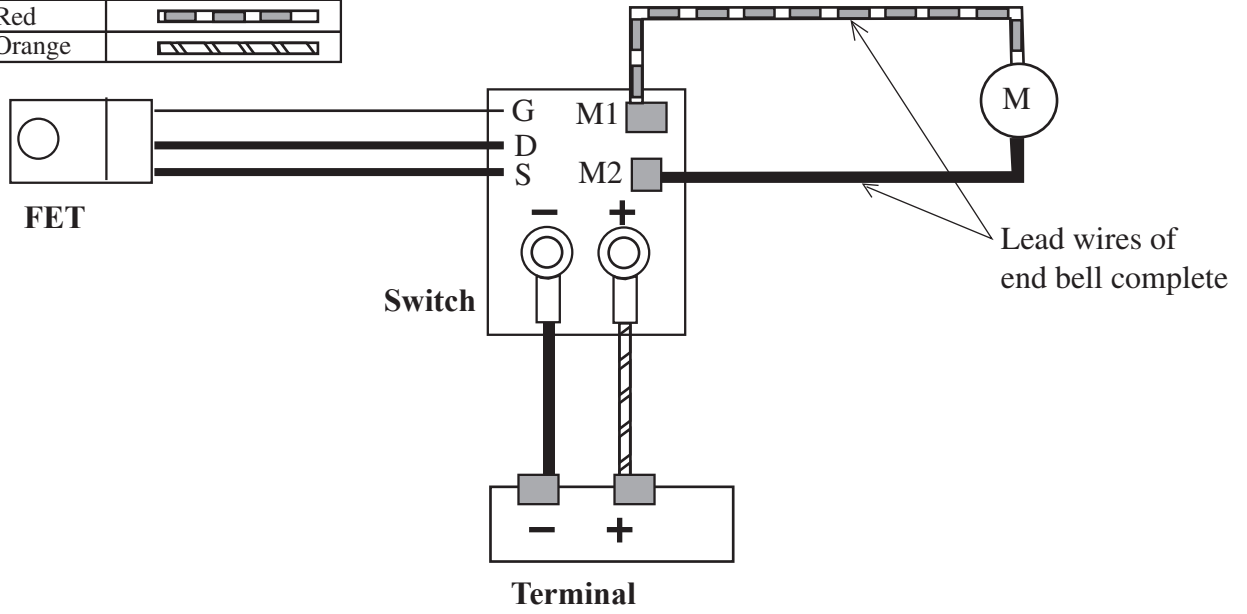 Red
Orange
G
D
S
M1
M2
M
FET
− +
Switch
Lead wires of
end bell complete
− +
Terminal